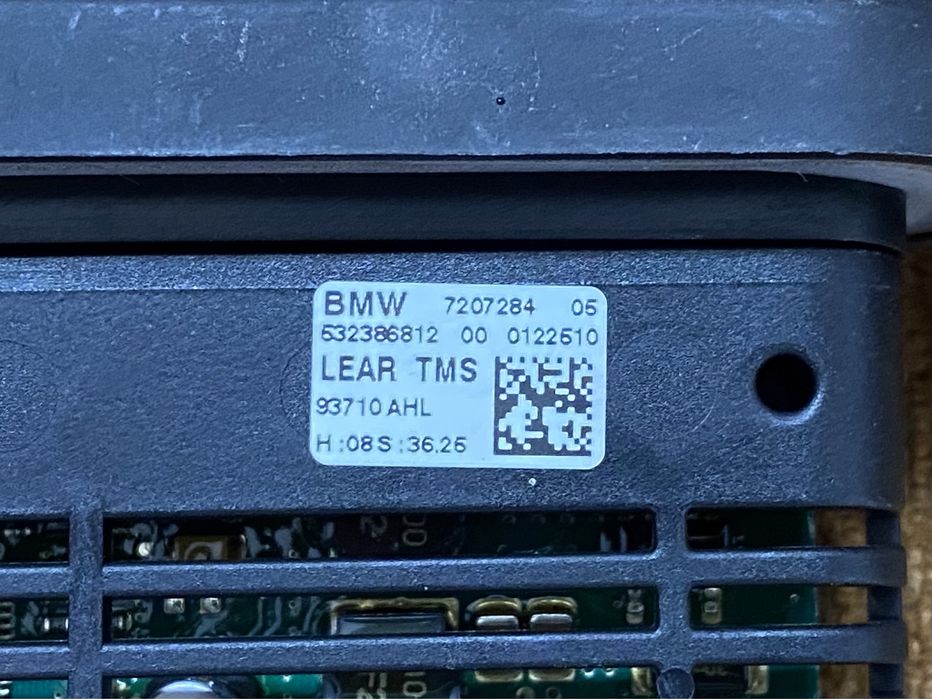 BMW 7207284 05
532386812 00 0122510
LEAR TMS
93710 AHL
H:08 S:36.25